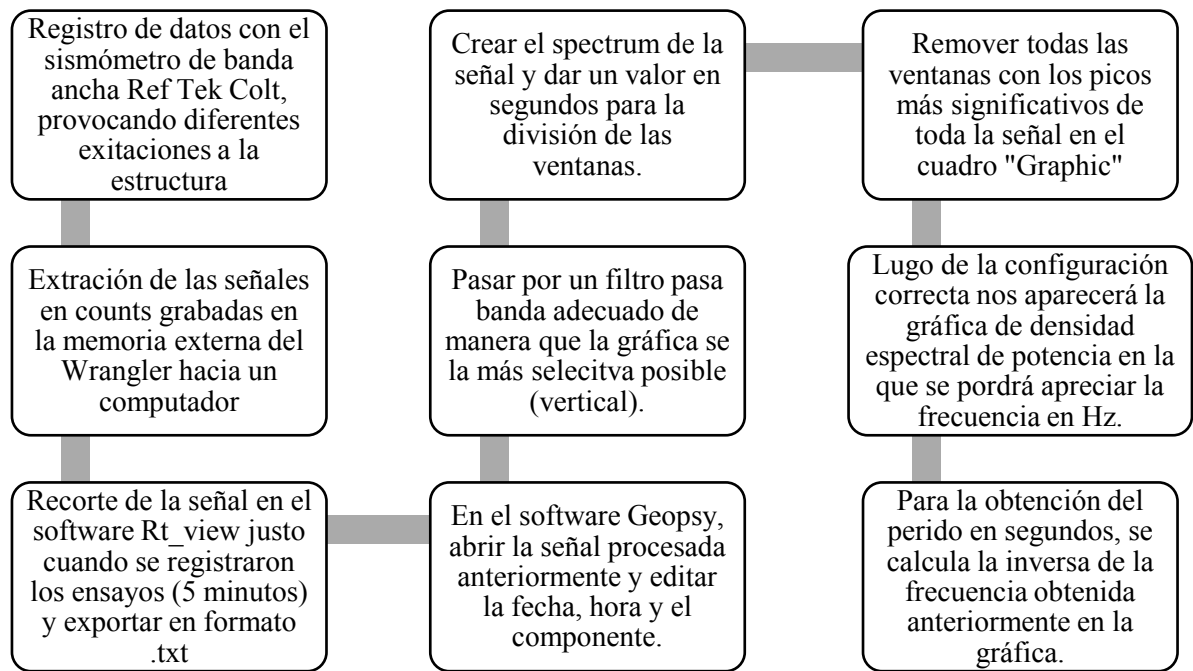 Registro de datos con el
sismómetro de banda
ancha Ref Tek Colt,
provocando diferentes
exitaciones a la
estructura
Extracción de las señales
en counts grabadas en
la memoria externa del
Wrangler hacia un
computador
Recorte de la señal en el
software Rt_view justo
cuando se registraron
los ensayos (5 minutos)
y exportar en formato
.txt
En el software Geopsy,
abrir la señal procesada
anteriormente y editar
la fecha, hora y el
componente.
Pasar por un filtro pasa
banda adecuado de
manera que la gráfica se
la más selecitva posible
(vertical).
Crear el spectrum de la
señal y dar un valor en
segundos para la
división de las
ventanas.
Remover todas las
ventanas con los picos
más significativos de
toda la señal en el
cuadro "Graphic"
Lugo de la configuración
correcta nos aparecerá la
gráfica de densidad
espectral de potencia en la
que se pordrá apreciar la
frecuencia en Hz.
Para la obtención del
perido en segundos, se
calcula la inversa de la
frecuencia obtenida
anteriormente en la
gráfica.